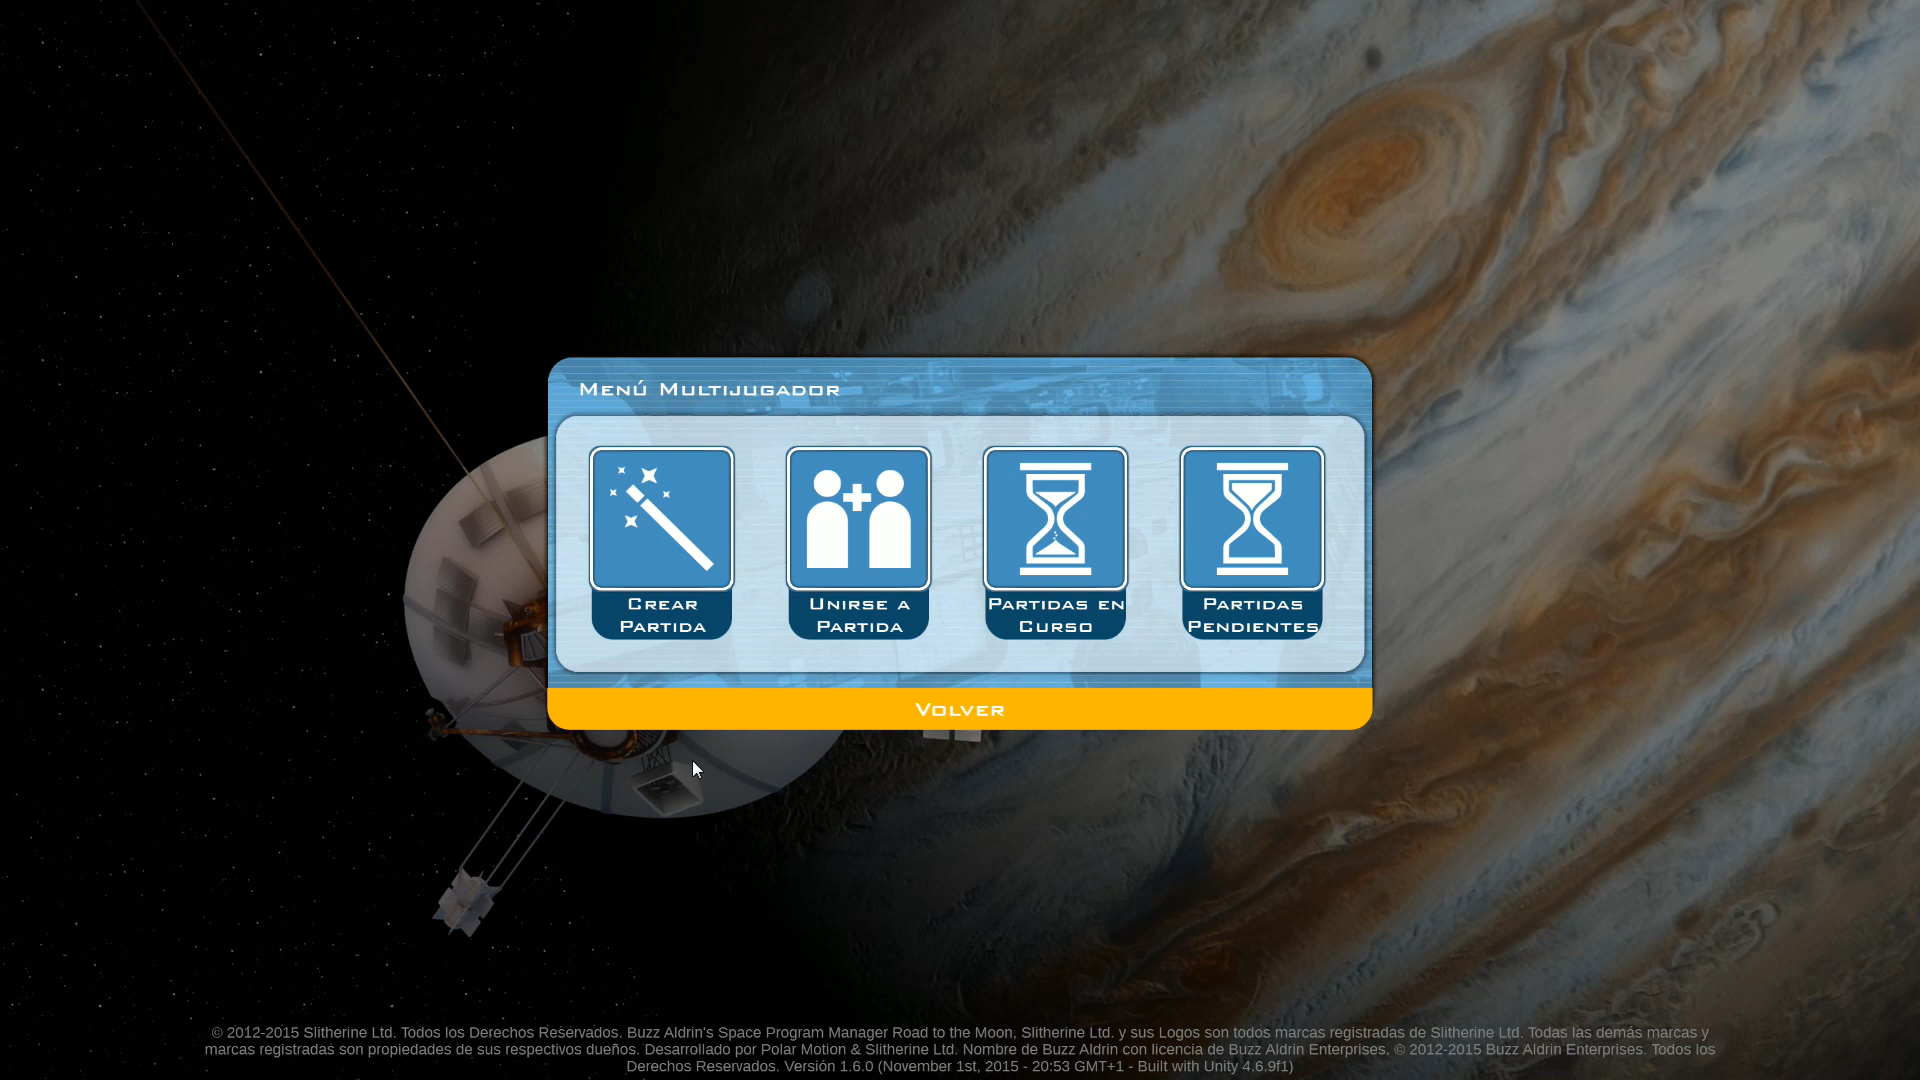 Menú Multijugador
Crear
Partida
Unirse a
Partida
Partidas en
Curso
Partidas
Pendientes
Volver
© 2012-2015 Slitherine Ltd. Todos los Derechos Reservados. Buzz Aldrin's Space Program Manager Road to the Moon, Slitherine Ltd. y sus Logos son todos marcas registradas de Slitherine Ltd. Todas las demás marcas y
marcas registradas son propiedades de sus respectivos dueños. Desarrollado por Polar Motion & Slitherine Ltd. Nombre de Buzz Aldrin con licencia de Buzz Aldrin Enterprises. © 2012-2015 Buzz Aldrin Enterprises. Todos los
Derechos Reservados. Versión 1.6.0 (November 1st, 2015 - 20:53 GMT+1 - Built with Unity 4.6.9f1)